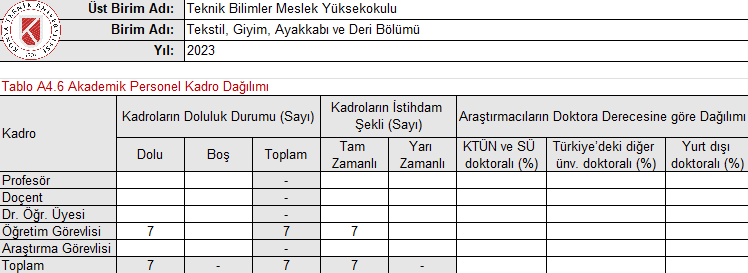 Üst Birim Adı: Teknik Bilimler Meslek Yüksekokulu
Birim Adı: Tekstil, Giyim, Ayakkabı ve Deri Bölümü
Yıl: 2023
Tablo A4.6 Akademik Personel Kadro Dağılımı
Kadro Kadroların Doluluk Durumu (Sayı) Kadroların İstihdam Şekli (Sayı) Araştırmacıların Doktora Derecesine göre Dağılımı
Dolu Boş Toplam Tam Zamanlı Yarı Zamanlı KTÜN ve SÜ doktoralı (%) Türkiye'deki diğer ünv. doktoralı (%) Yurt dışı doktoralı (%)
Profesör -
Doçent -
Dr. Öğr. Üyesi -
Öğretim Görevlisi 7 7 7
Araştırma Görevlisi -
Toplam 7 - 7 7 -